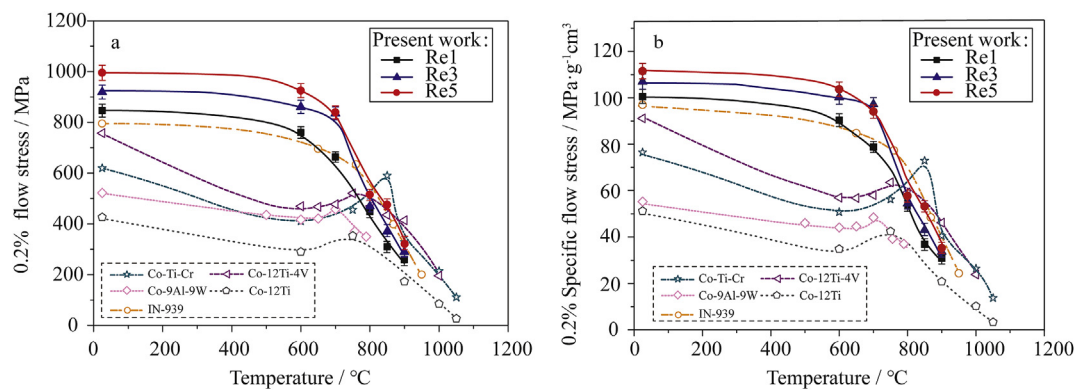 a
Present work:
Re1
Re3
Re5
1200
1000
800
600
400
200
0
0.2% flow stress / MPa
Co-Ti-Cr
Co-12Ti-4V
Co-9Al-9W
Co-12Ti
IN-939
0 200 400 600 800 1000 1200
Temperature / °C
b
Present work:
Re1
Re3
Re5
120
100
80
60
40
20
0
0.2% Specific flow stress / MPa·g⁻¹cm³
Co-Ti-Cr
Co-12Ti-4V
Co-9Al-9W
Co-12Ti
IN-939
0 200 400 600 800 1000 1200
Temperature / °C